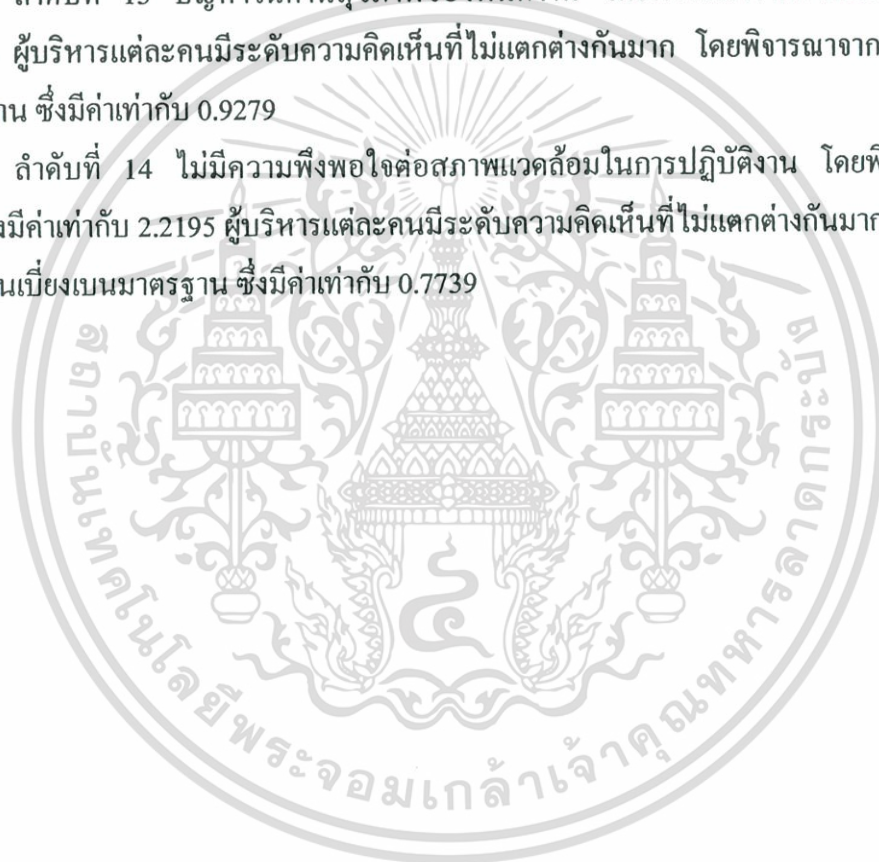 ลำดับที่ 13
ผู้บริหารแต่ละคนมีระดับความคิดเห็นที่ไม่แตกต่างกันมาก โดยพิจารณาจาก
าน ซึ่งมีค่าเท่ากับ 0.9279
ลำดับที่ 14 ไม่มีความพึงพอใจต่อสภาพแวดล้อมในการปฏิบัติงาน โดยพิ
งมีค่าเท่ากับ 2.2195 ผู้บริหารแต่ละคนมีระดับความคิดเห็นที่ไม่แตกต่างกันมาก
นเบี่ยงเบนมาตรฐาน ซึ่งมีค่าเท่ากับ 0.7739
สถาบันเทคโนโลยีพระจอมเกล้าเจ้าคุณทหารลาดกระบัง